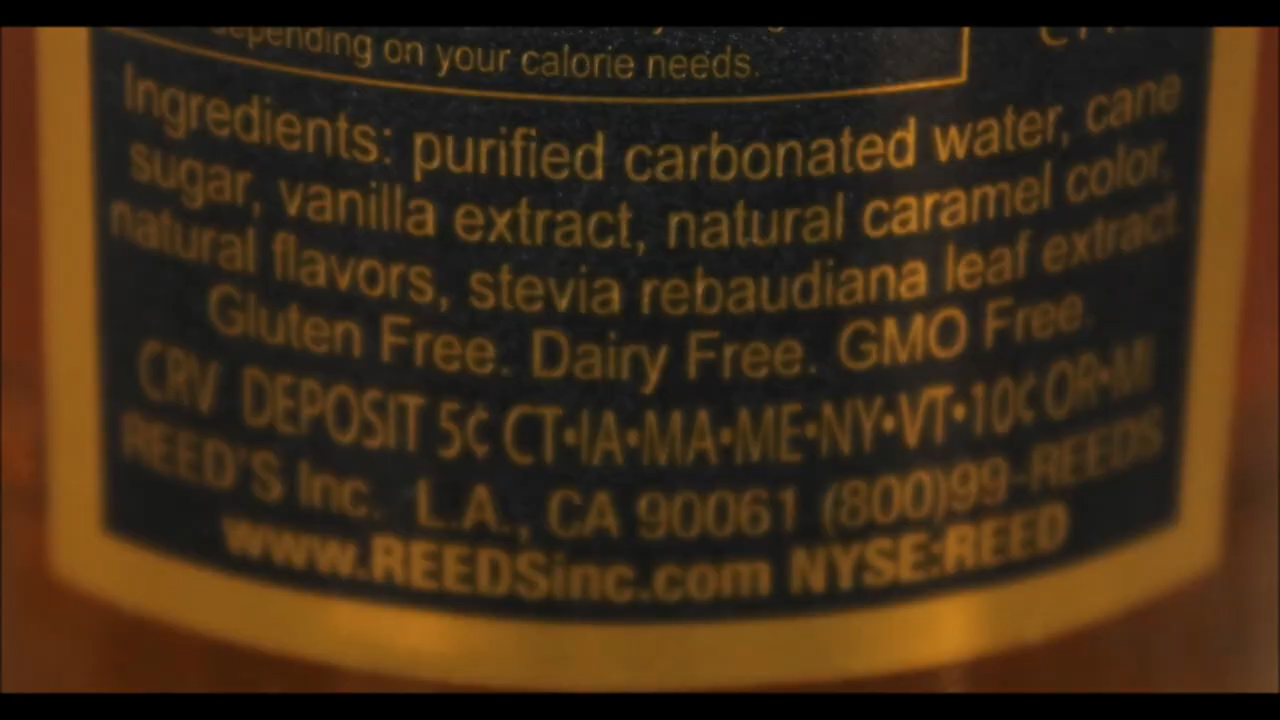 depending on your calorie needs.
Ingredients: purified carbonated water, cane
sugar, vanilla extract, natural caramel color,
natural flavors, stevia rebaudiana leaf extract.
Gluten Free. Dairy Free. GMO Free.
CRV DEPOSIT 5¢ CT•IA•MA•ME•NY•VT•10¢ OR•MI
REED'S Inc. L.A., CA 90061 (800)99-REEDS
www.REEDSinc.com NYSE:REED